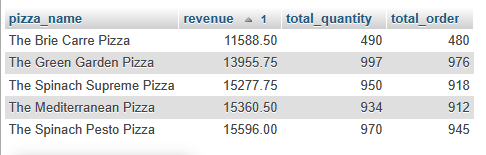 pizza_name revenue 1 total_quantity total_order
The Brie Carre Pizza 11588.50 490 480
The Green Garden Pizza 13955.75 997 976
The Spinach Supreme Pizza 15277.75 950 918
The Mediterranean Pizza 15360.50 934 912
The Spinach Pesto Pizza 15596.00 970 945